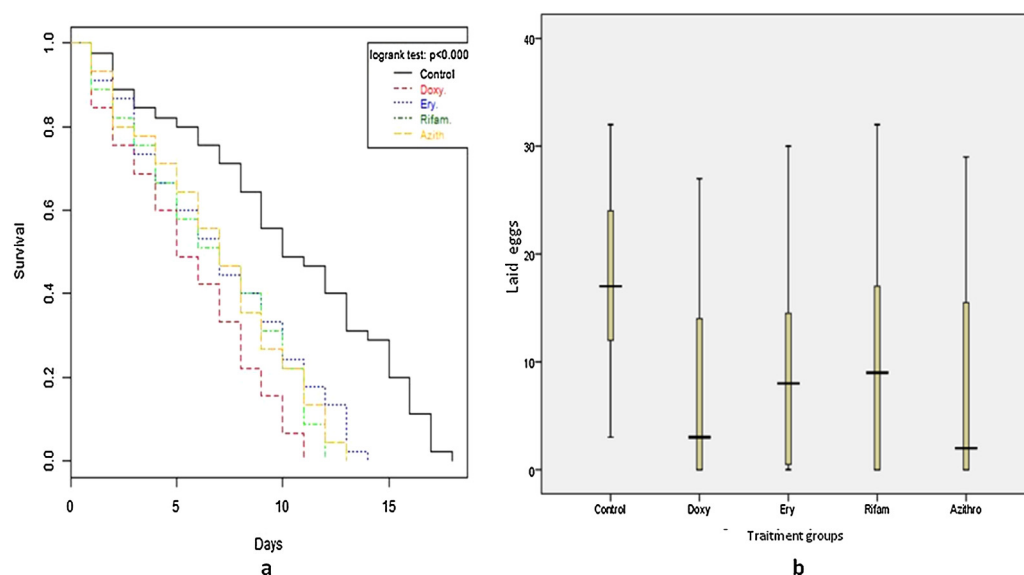 logrank test: p<0.000
Control
Doxy.
Ery.
Rifam.
Azith
Survival
1.0
0.8
0.6
0.4
0.2
0.0
0 5 10 15
Days
a
Laid eggs
40
30
20
10
0
Control Doxy Ery Rifam Azithro
Traitment groups
b